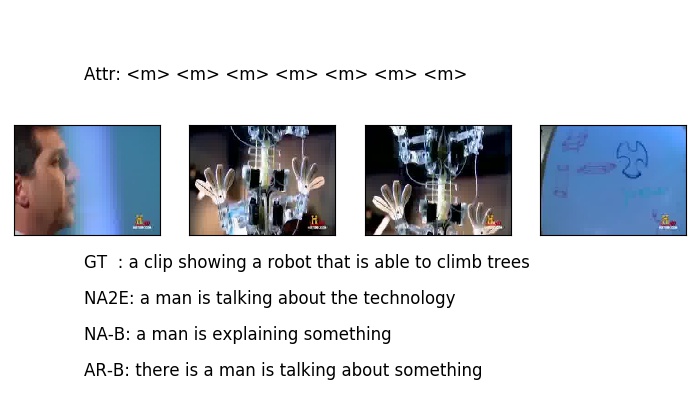 Attr: <m> <m> <m> <m> <m> <m> <m>
GT  : a clip showing a robot that is able to climb trees
NA2E: a man is talking about the technology
NA-B: a man is explaining something
AR-B: there is a man is talking about something